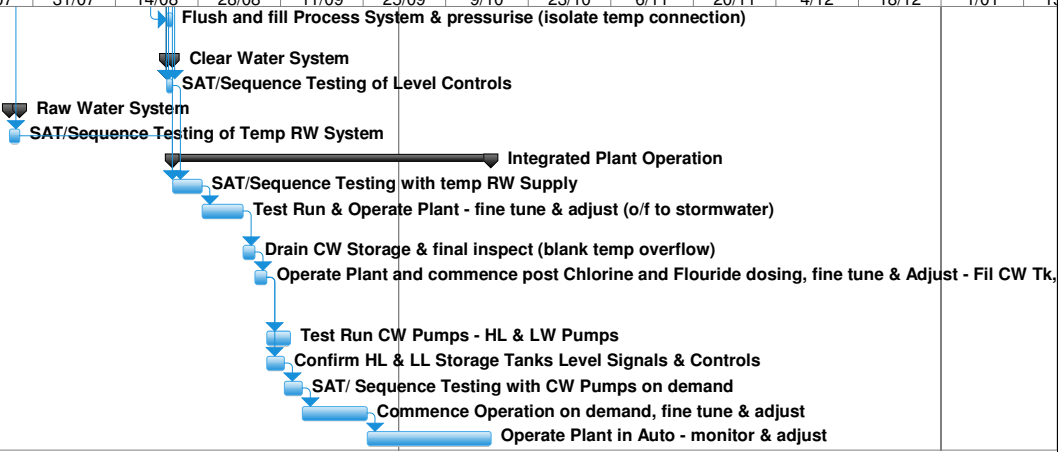 31/07 14/08 28/08 11/09 25/09 9/10 23/10 6/11 20/11 4/12 18/12 1/01
Flush and fill Process System & pressurise (isolate temp connection)
Clear Water System
SAT/Sequence Testing of Level Controls
Raw Water System
SAT/Sequence Testing of Temp RW System
Integrated Plant Operation
SAT/Sequence Testing with temp RW Supply
Test Run & Operate Plant - fine tune & adjust (o/f to stormwater)
Drain CW Storage & final inspect (blank temp overflow)
Operate Plant and commence post Chlorine and Flouride dosing, fine tune & Adjust - Fil CW Tk,
Test Run CW Pumps - HL & LW Pumps
Confirm HL & LL Storage Tanks Level Signals & Controls
SAT/ Sequence Testing with CW Pumps on demand
Commence Operation on demand, fine tune & adjust
Operate Plant in Auto - monitor & adjust